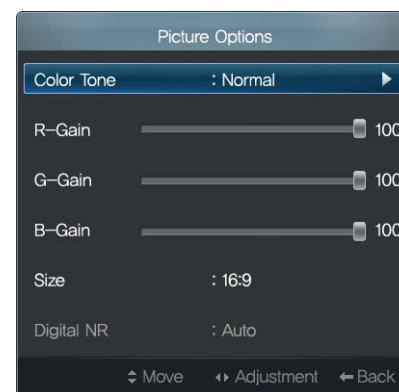 Picture Options
Color Tone : Normal
R-Gain 100
G-Gain 100
B-Gain 100
Size : 16:9
Digital NR : Auto
Move Adjustment Back